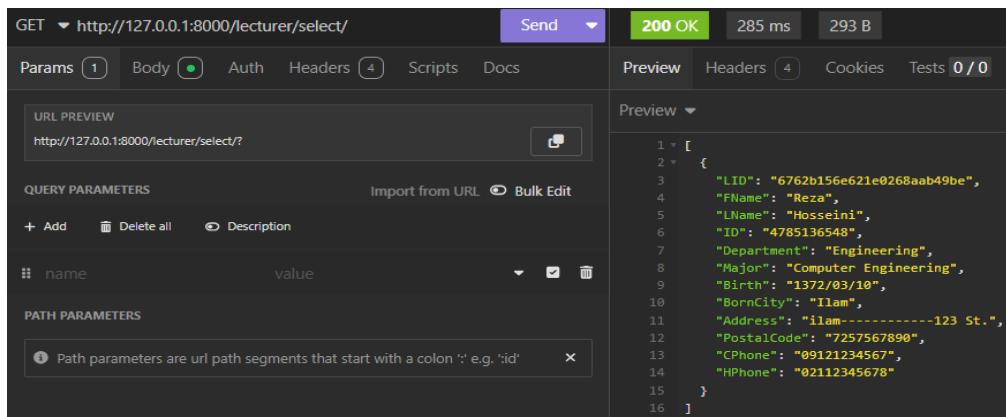 GET http://127.0.0.1:8000/lecturer/select/ Send
Params 1 Body Auth Headers 4 Scripts Docs
URL PREVIEW
http://127.0.0.1:8000/lecturer/select/?
QUERY PARAMETERS Import from URL Bulk Edit
+ Add Delete all Description
name value
PATH PARAMETERS
Path parameters are url path segments that start with a colon ':' e.g. ':id' ×
200 OK 285 ms 293 B
Preview Headers 4 Cookies Tests 0 / 0
Preview
1 [
2 {
3 "LID": "6762b156e621e0268aab49be",
4 "FName": "Reza",
5 "LName": "Hosseini",
6 "ID": "4785136548",
7 "Department": "Engineering",
8 "Major": "Computer Engineering",
9 "Birth": "1372/03/10",
10 "BornCity": "Ilam",
11 "Address": "ilam------------123 St.",
12 "PostalCode": "7257567890",
13 "CPhone": "09121234567",
14 "HPhone": "02112345678"
15 }
16 ]